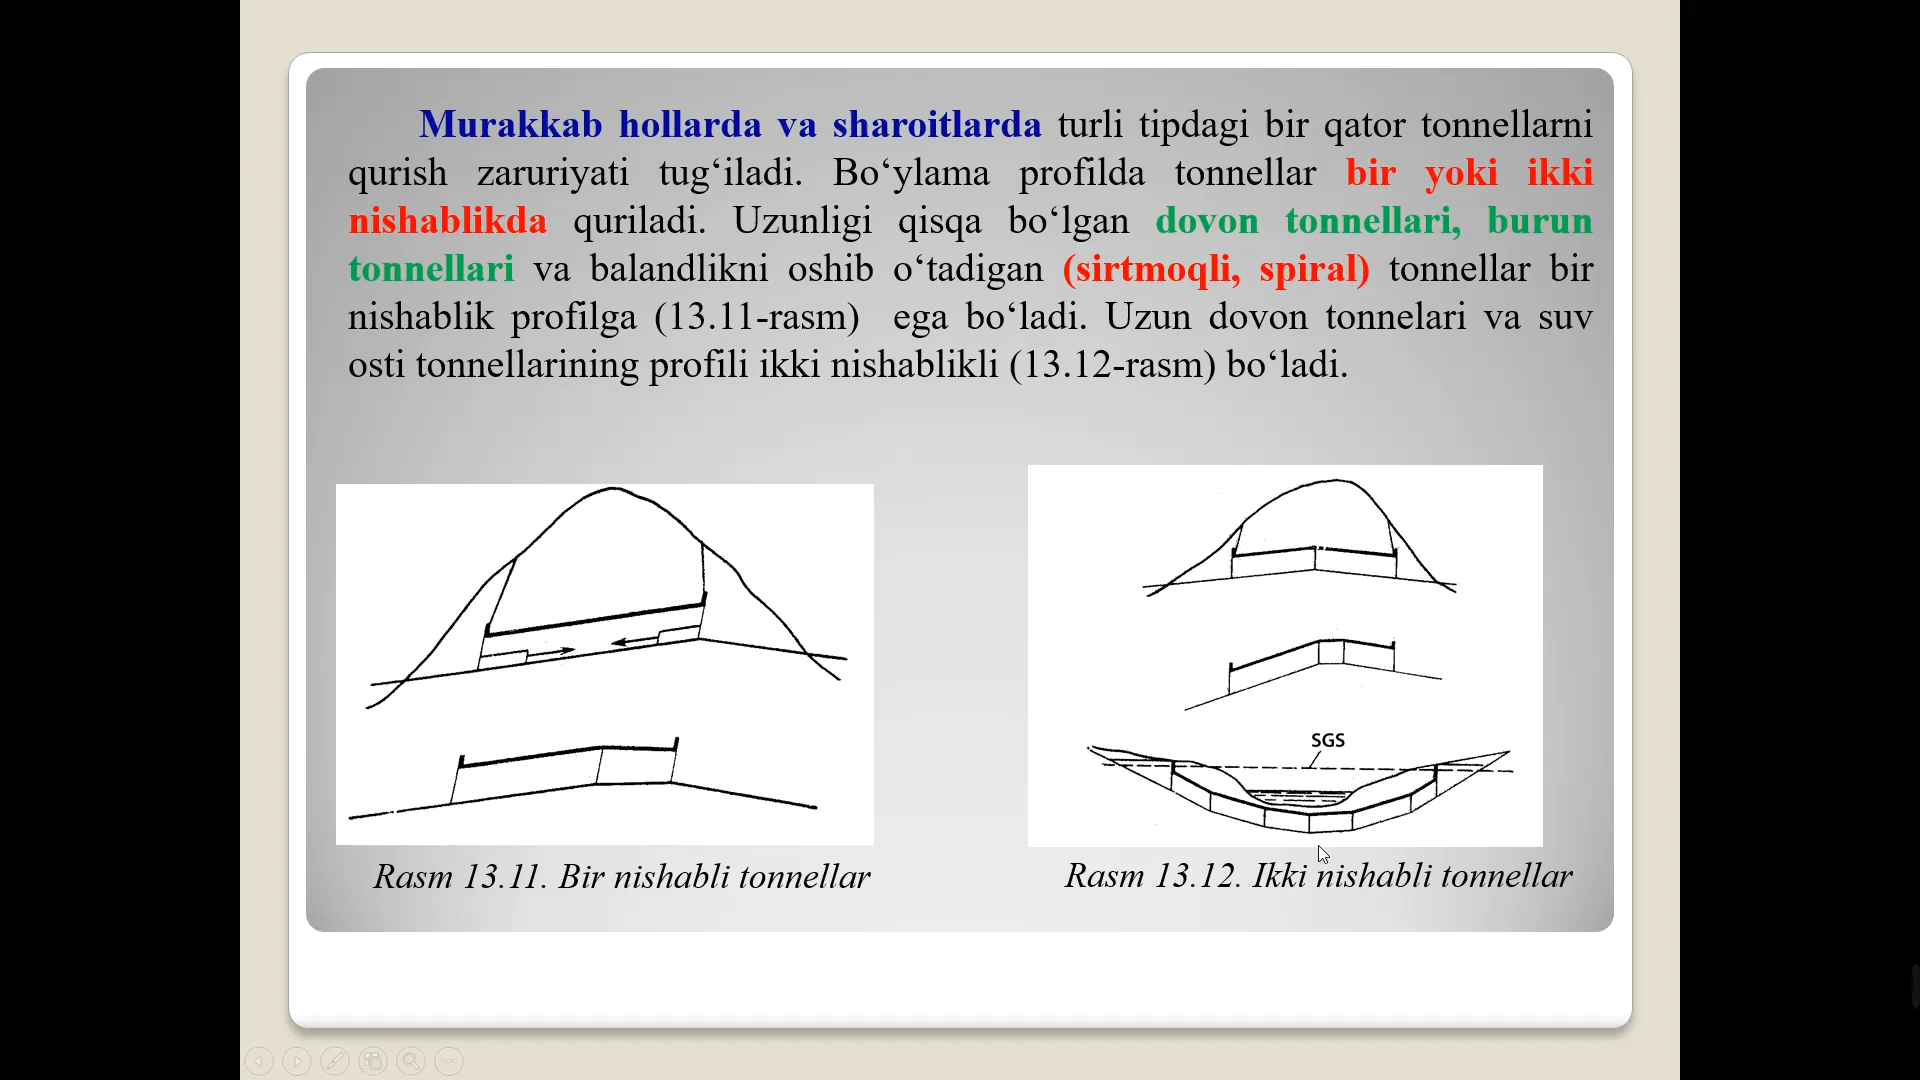 Murakkab hollarda va sharoitlarda turli tipdagi bir qator tonnellarni
qurish zaruriyati tug‘iladi. Bo‘ylama profilda tonnellar bir yoki ikki
nishablikda quriladi. Uzunligi qisqa bo‘lgan dovon tonnellari, burun
tonnellari va balandlikni oshib o‘tadigan (sirtmoqli, spiral) tonnellar bir
nishablik profilga (13.11-rasm) ega bo‘ladi. Uzun dovon tonnelari va suv
osti tonnellarining profili ikki nishablikli (13.12-rasm) bo‘ladi.
SGS
Rasm 13.11. Bir nishabli tonnellar
Rasm 13.12. Ikki nishabli tonnellar